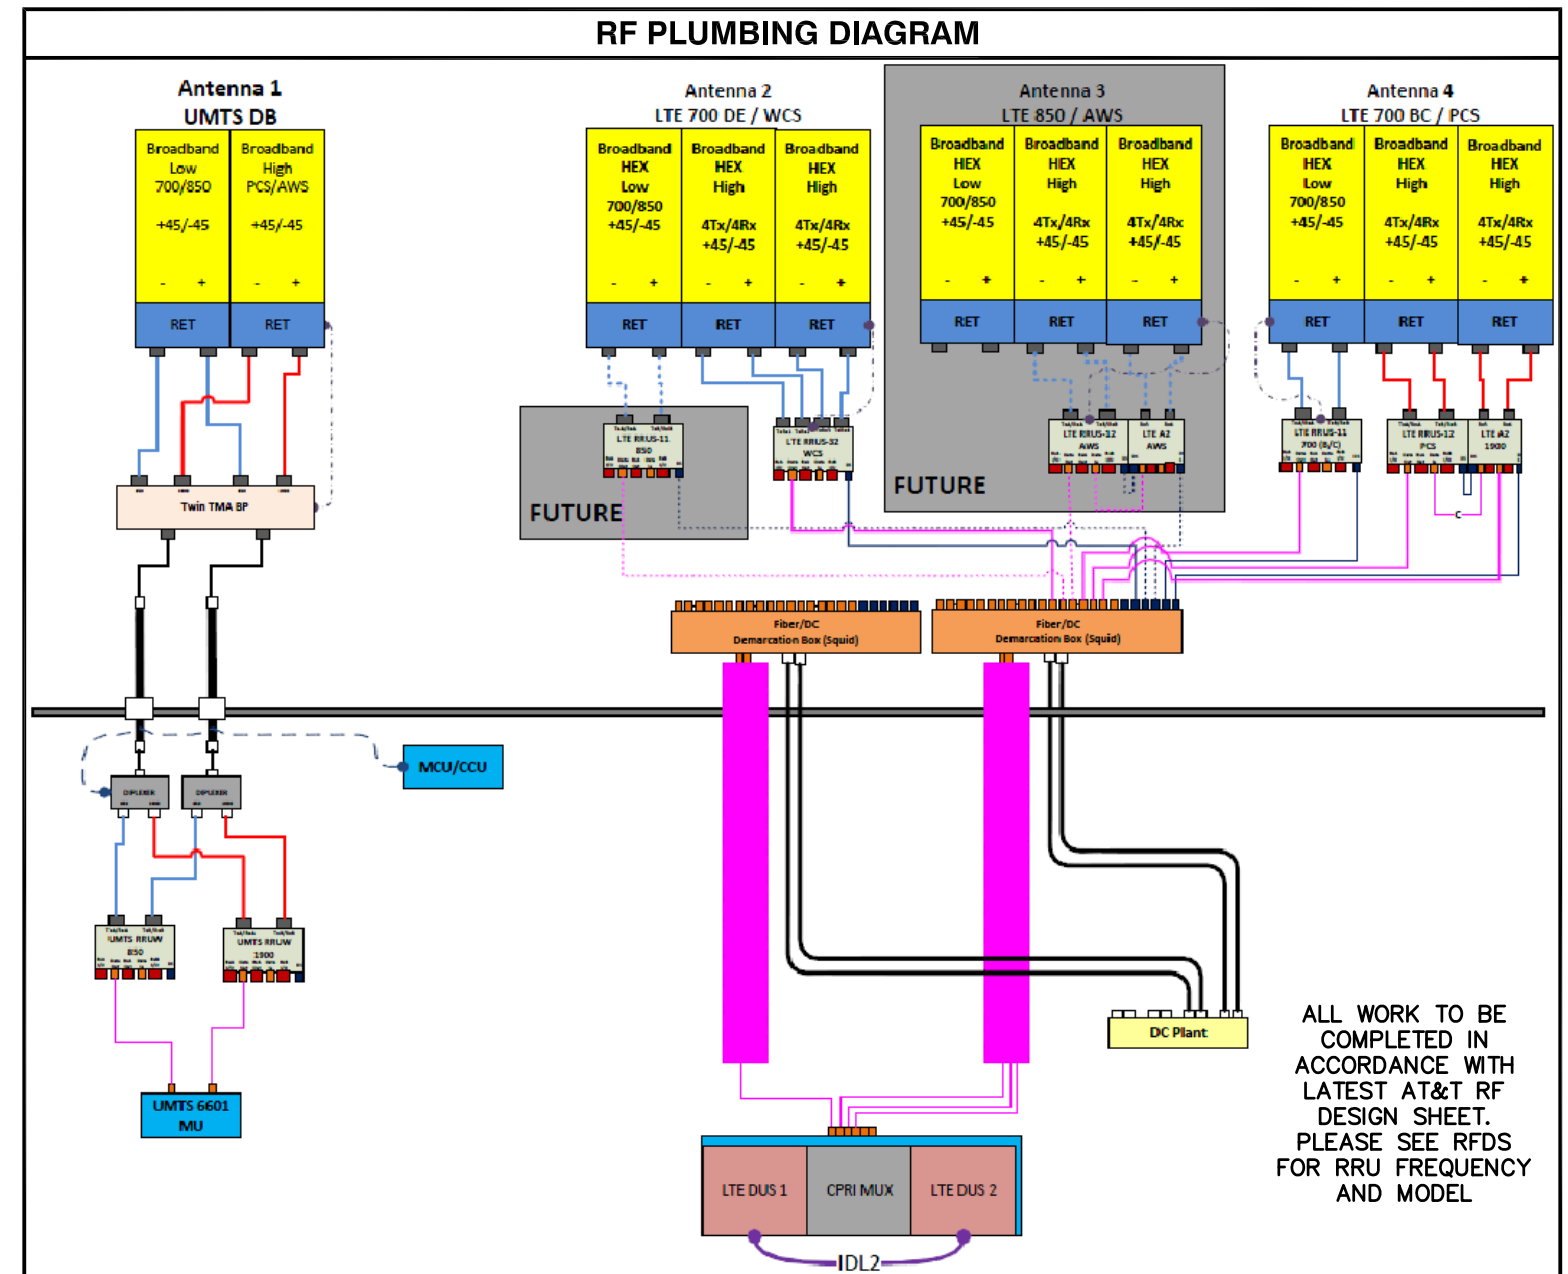 RF PLUMBING DIAGRAM
Antenna 1
UMTS DB
Broadband
Low
700/850
+45/-45
- +
RET
Broadband
High
PCS/AWS
+45/-45
- +
RET
Antenna 2
LTE 700 DE / WCS
Broadband
HEX
Low
700/850
+45/-45
- +
RET
Broadband
HEX
High
4Tx/4Rx
+45/-45
- +
RET
Broadband
HEX
High
4Tx/4Rx
+45/-45
- +
RET
Antenna 3
LTE 850 / AWS
Broadband
HEX
Low
700/850
+45/-45
- +
RET
Broadband
HEX
High
4Tx/4Rx
+45/-45
- +
RET
Broadband
HEX
High
4Tx/4Rx
+45/-45
- +
RET
Antenna 4
LTE 700 BC / PCS
Broadband
HEX
Low
700/850
+45/-45
- +
RET
Broadband
HEX
High
4Tx/4Rx
+45/-45
- +
RET
Broadband
HEX
High
4Tx/4Rx
+45/-45
- +
RET
LTE RRUS-11
850
FUTURE
LTE RRUS-32
WCS
LTE RRUS-12
AWS
LTE A2
AWS
FUTURE
LTE RRUS-11
700 (B/C)
LTE RRUS-12
PCS
LTE A2
1900
C
Twin TMA BP
Fiber/DC
Demarcation Box (Squid)
Fiber/DC
Demarcation Box (Squid)
MCU/CCU
DIPLEXER
DIPLEXER
UMTS RRUW
850
UMTS RRUW
1900
UMTS 6601
MU
DC Plant
LTE DUS 1
CPRI MUX
LTE DUS 2
IDL2
ALL WORK TO BE
COMPLETED IN
ACCORDANCE WITH
LATEST AT&T RF
DESIGN SHEET.
PLEASE SEE RFDS
FOR RRU FREQUENCY
AND MODEL